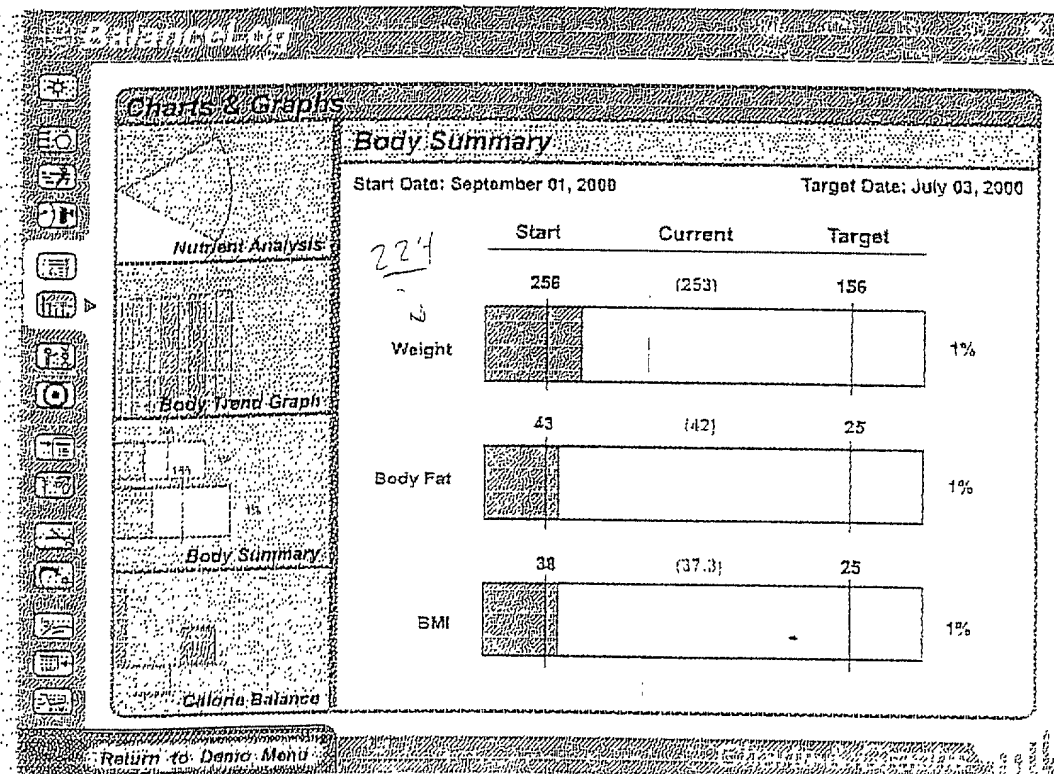 BalanceLog
Charts & Graphs
Body Summary
Start Date: September 01, 2000
Target Date: July 03, 2000
Nutrient Analysis
224
Start Current Target
256 (253) 156
Weight 1%
Body Trend Graph
43 (42) 25
Body Fat 1%
Body Summary
38 (37.3) 25
BMI 1%
Calorie Balance
Return to Demo Menu